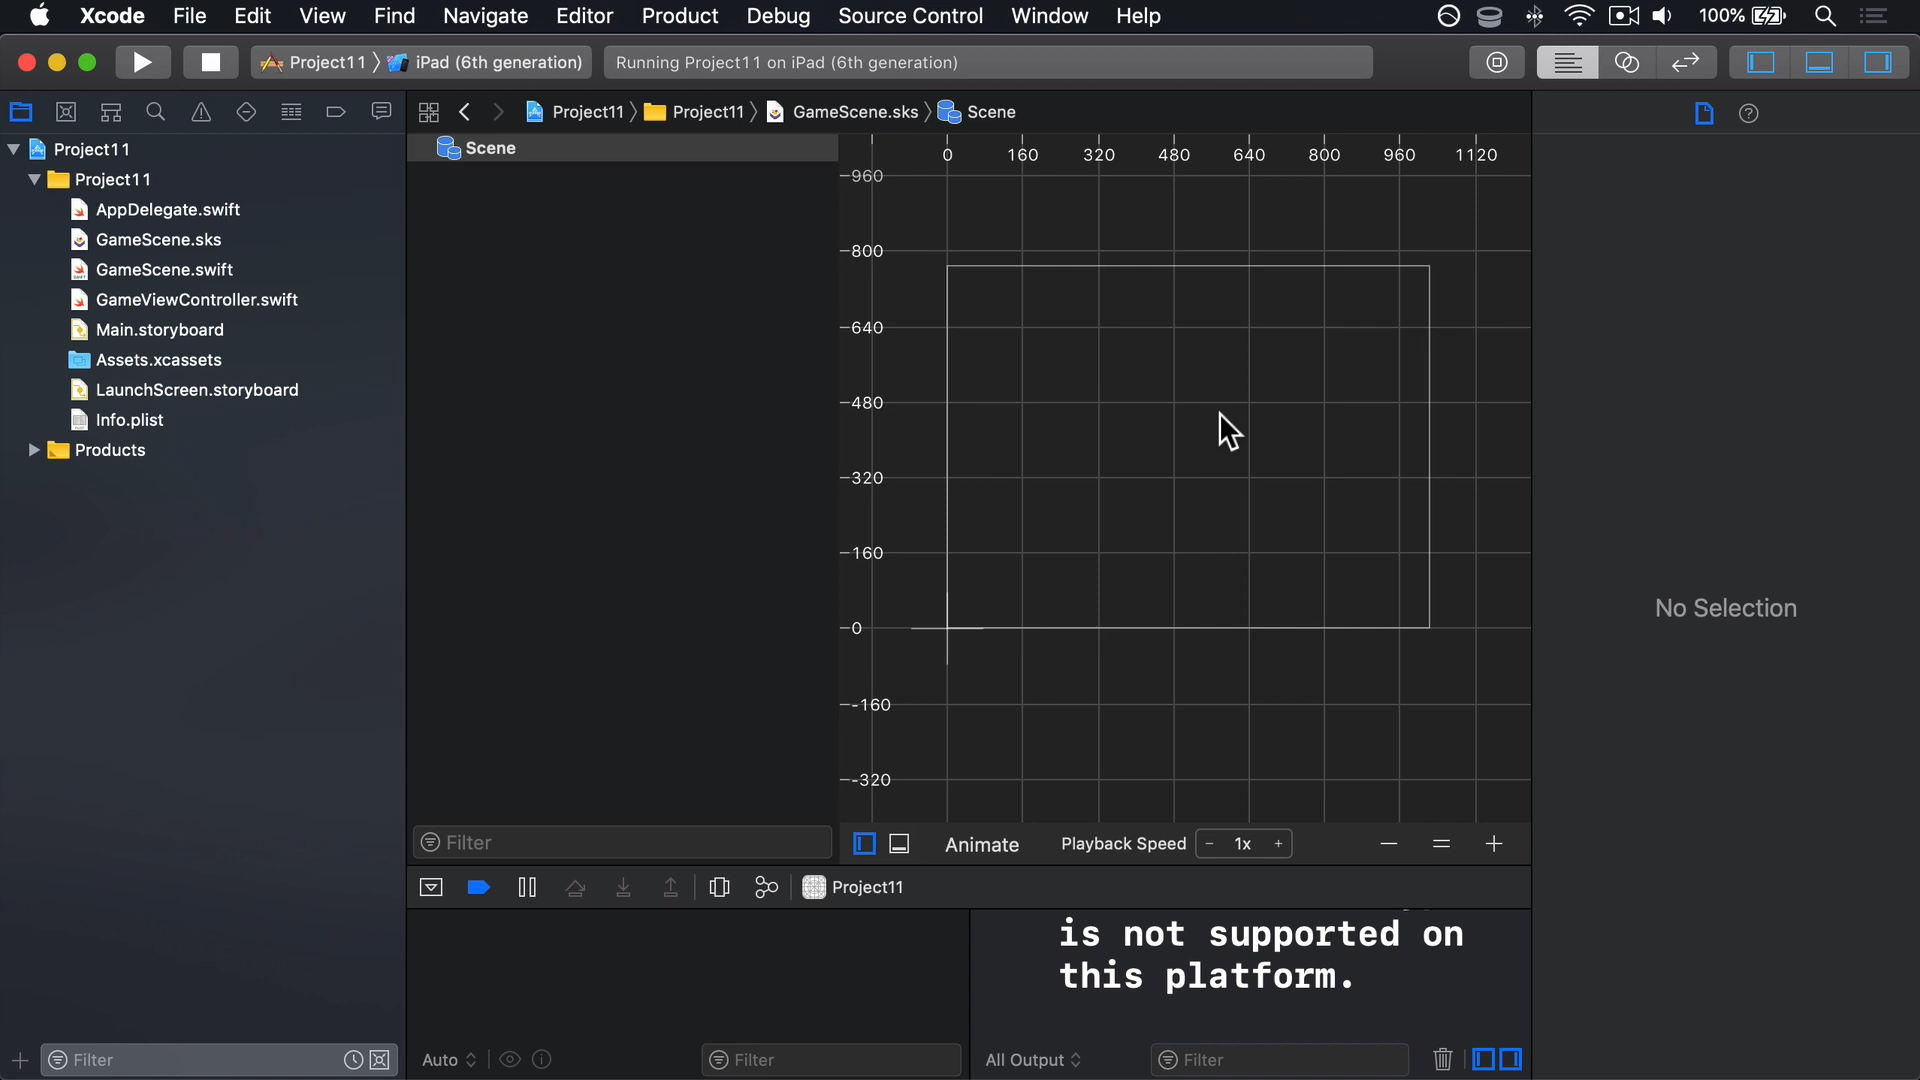 Xcode File Edit View Find Navigate Editor Product Debug Source Control Window Help 100%
Project11 iPad (6th generation) Running Project11 on iPad (6th generation)
Project11 Project11 GameScene.sks Scene
Project11
Project11
AppDelegate.swift
GameScene.sks
GameScene.swift
GameViewController.swift
Main.storyboard
Assets.xcassets
LaunchScreen.storyboard
Info.plist
Products
Scene
0 160 320 480 640 800 960 1120
960
800
640
480
320
160
0
-160
-320
No Selection
Filter
Animate Playback Speed - 1x +
Project11
is not supported on
this platform.
Filter
Auto Filter
All Output Filter